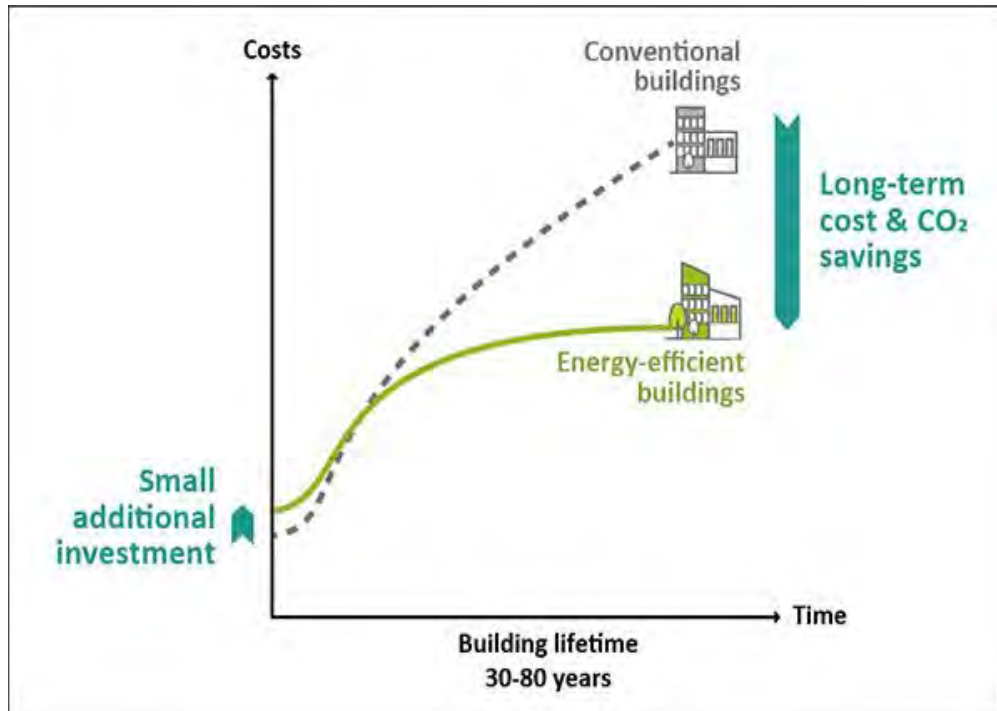 Costs
Conventional
buildings
Long-term
cost & CO₂
savings
Energy-efficient
buildings
Small
additional
investment
Time
Building lifetime
30-80 years